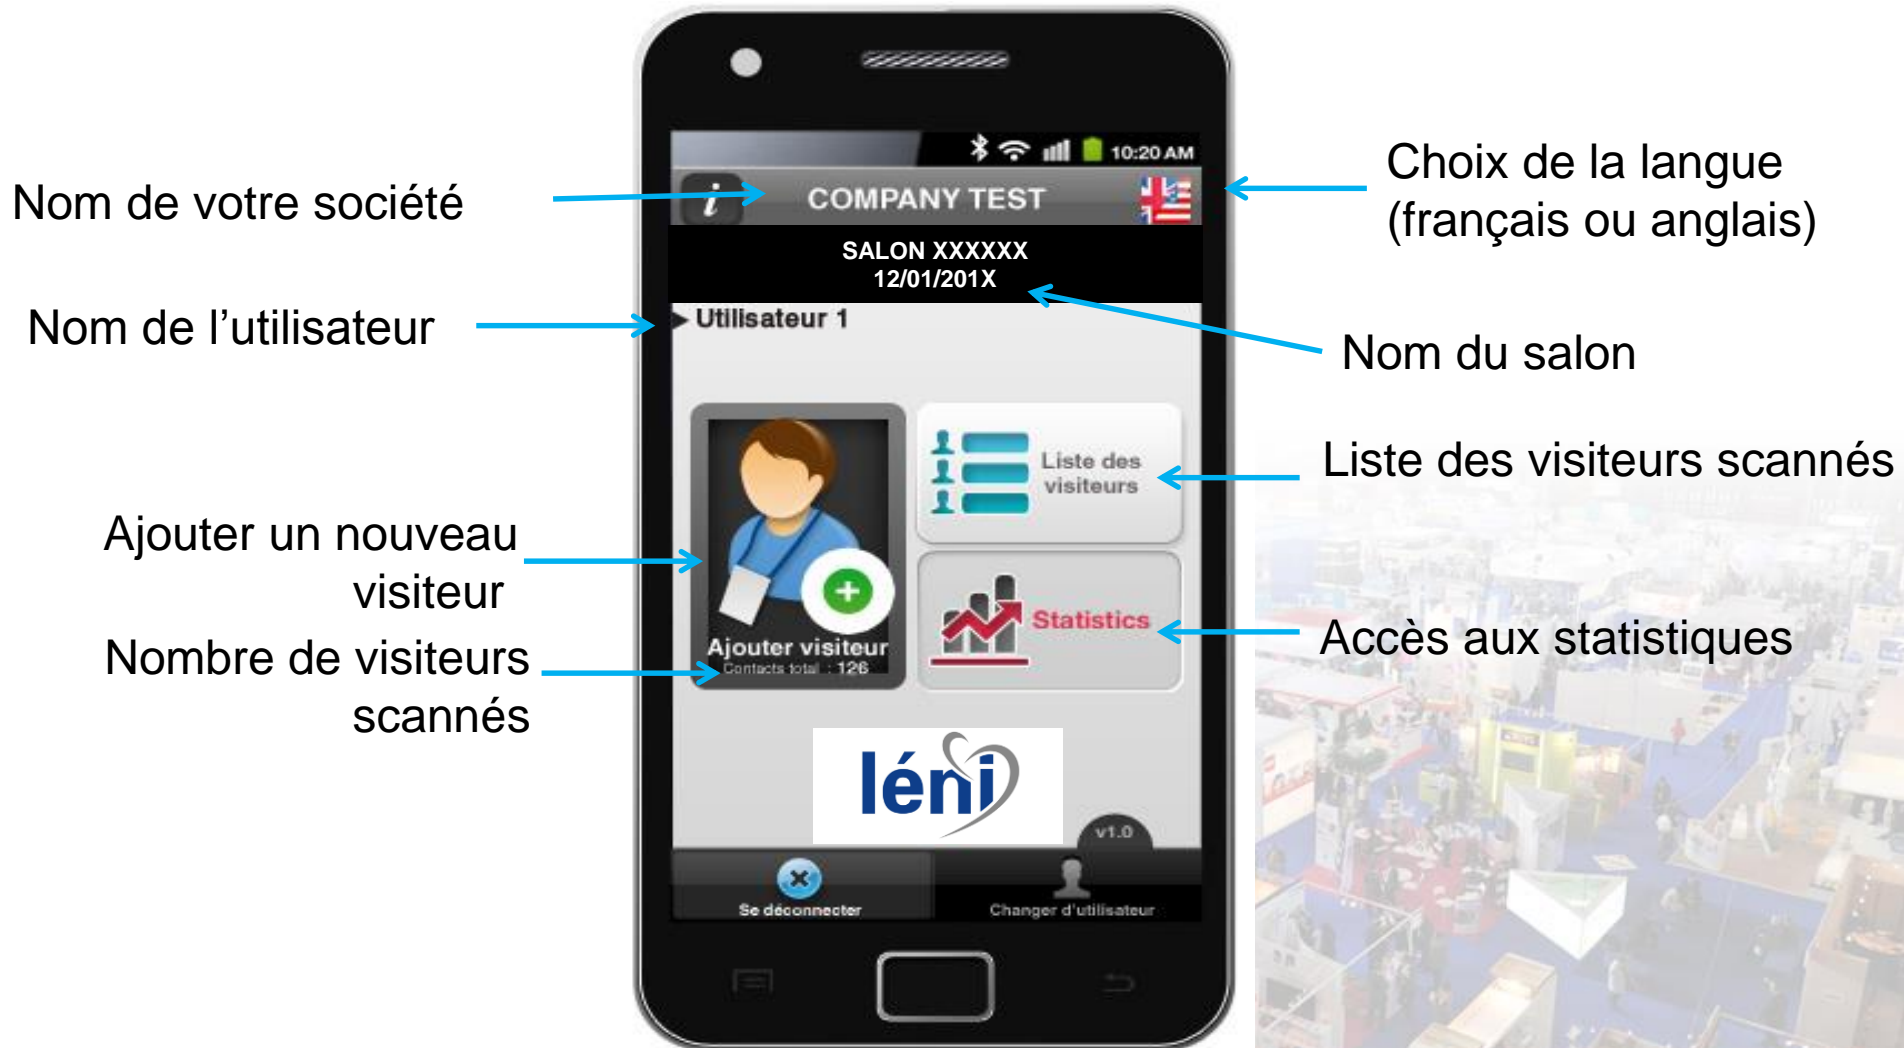 10:20 AM
i
COMPANY TEST
SALON XXXXXX
12/01/201X
Utilisateur 1
Liste des
visiteurs
Statistics
Ajouter visiteur
Contacts total : 126
léni
v1.0
Se déconnecter
Changer d'utilisateur
Nom de votre société
Nom de l’utilisateur
Ajouter un nouveau
visiteur
Nombre de visiteurs
scannés
Choix de la langue
(français ou anglais)
Nom du salon
Liste des visiteurs scannés
Accès aux statistiques